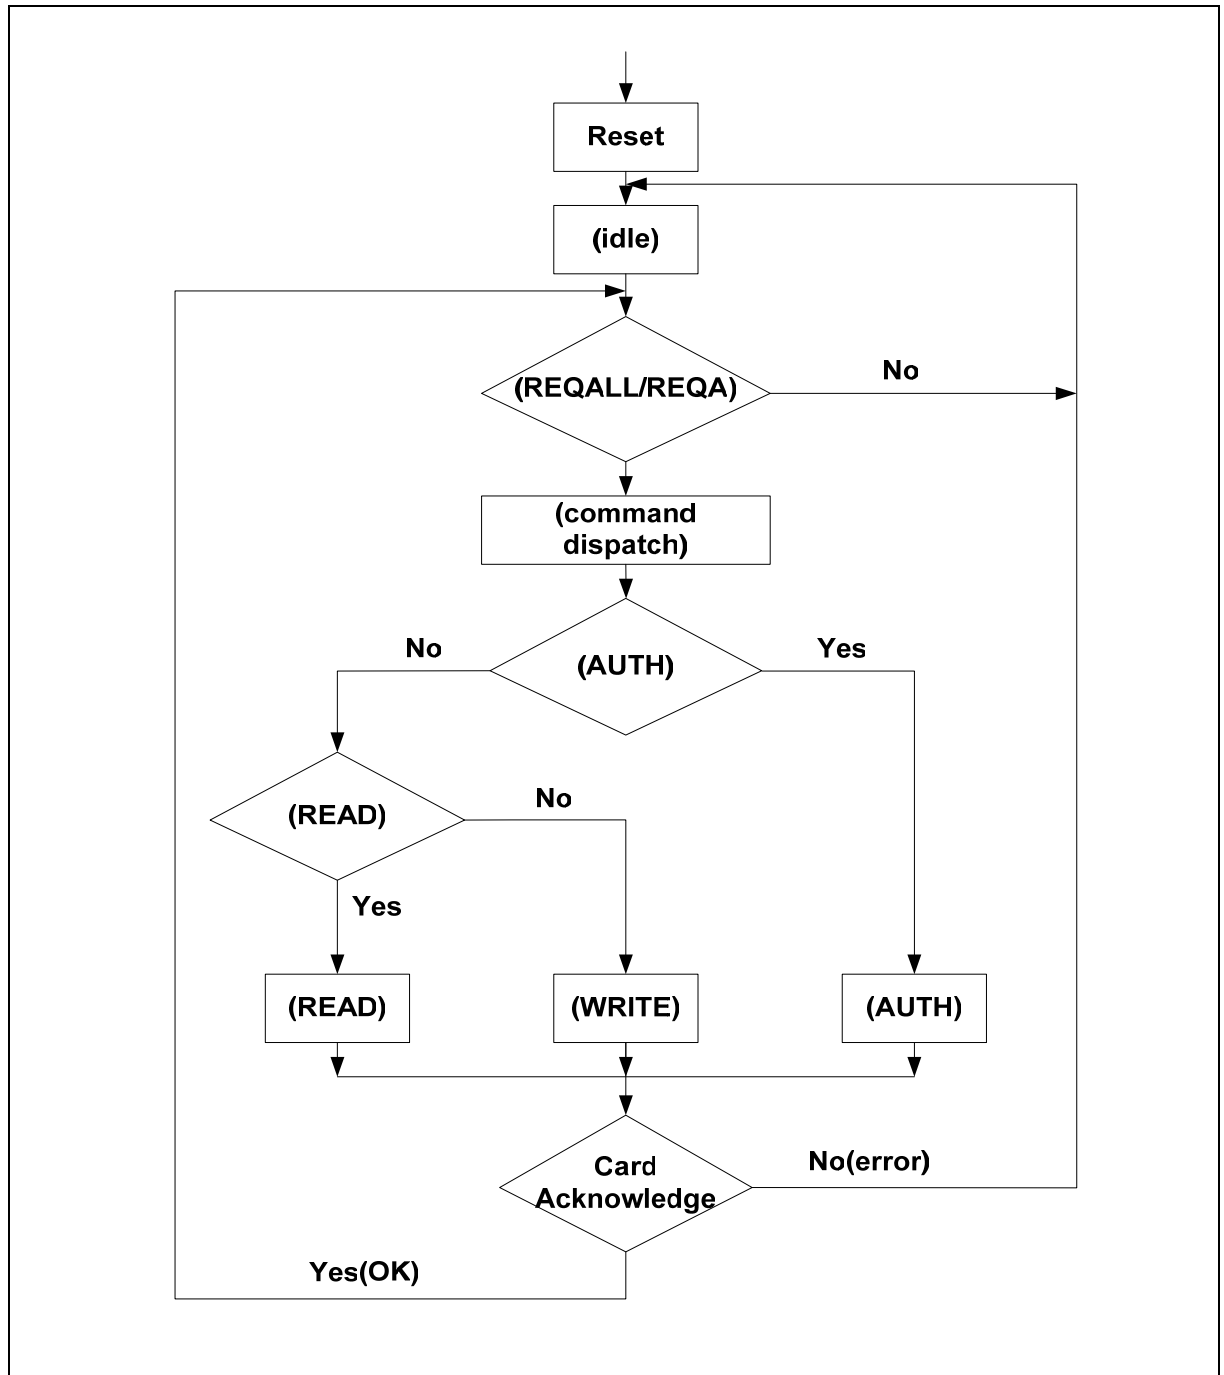 Reset
(idle)
(REQALL/REQA)
No
(command
dispatch)
No
(AUTH)
Yes
(READ)
No
Yes
(READ)
(WRITE)
(AUTH)
Card
Acknowledge
No(error)
Yes(OK)